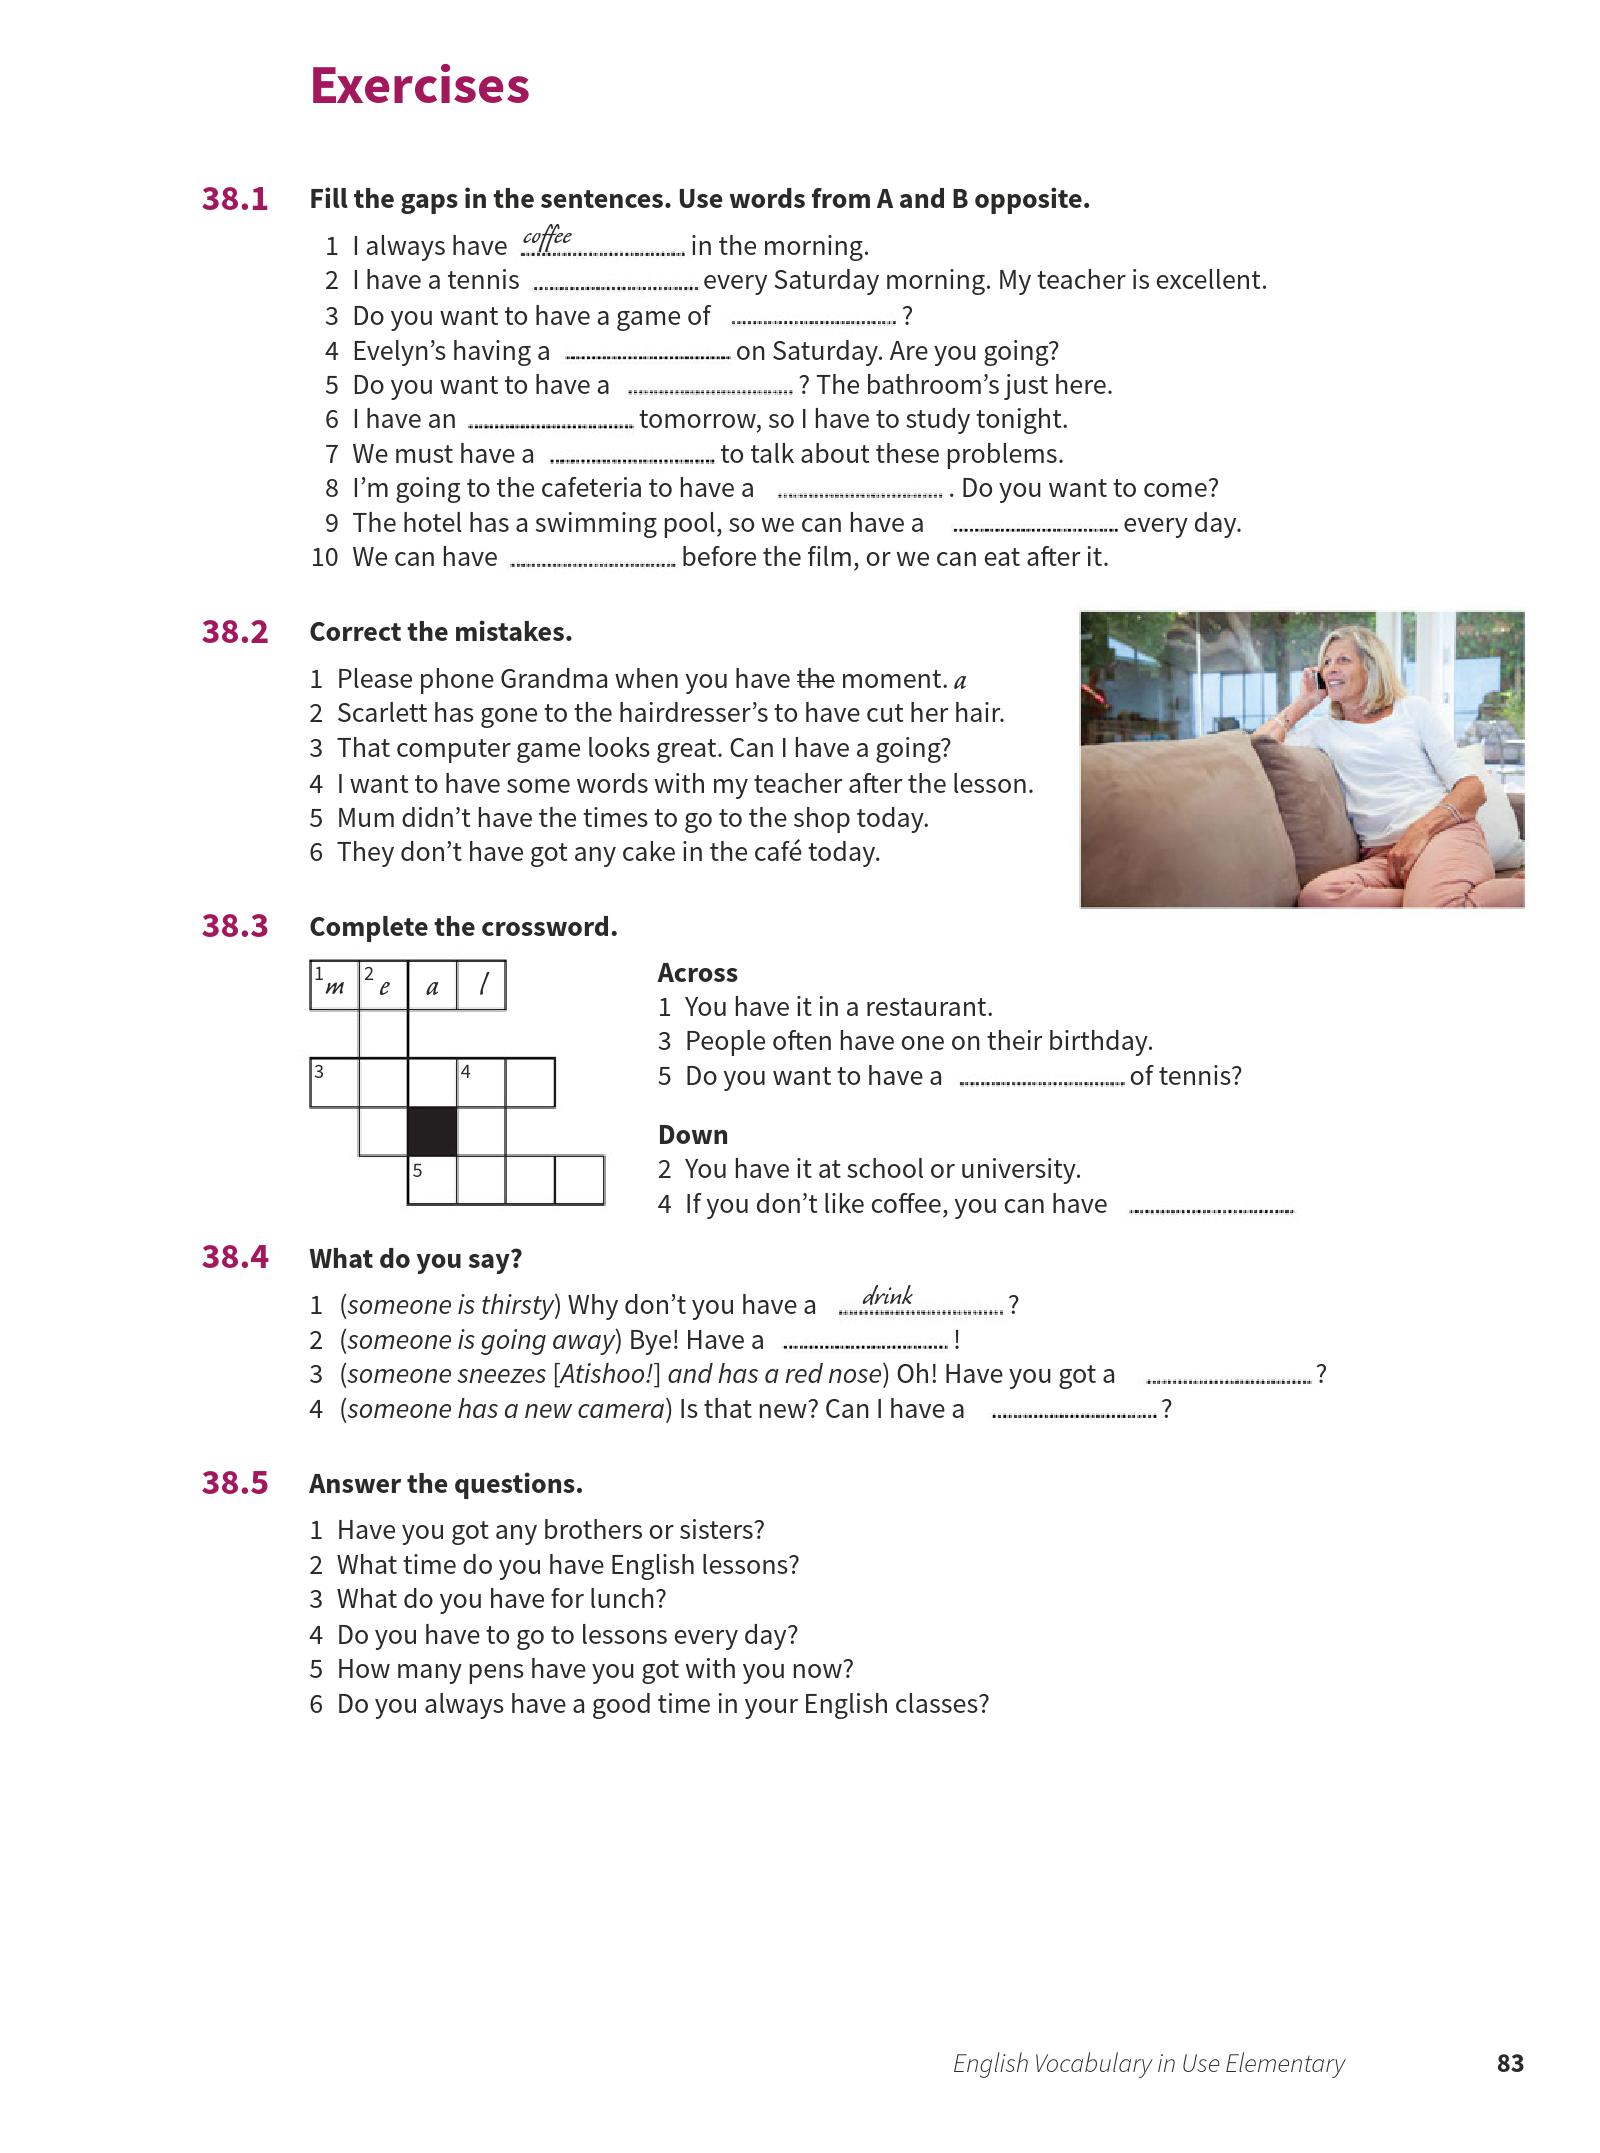 Exercises
38.1 Fill the gaps in the sentences. Use words from A and B opposite.
1 I always have coffee in the morning.
2 I have a tennis .......... every Saturday morning. My teacher is excellent.
3 Do you want to have a game of .......... ?
4 Evelyn’s having a .......... on Saturday. Are you going?
5 Do you want to have a .......... ? The bathroom’s just here.
6 I have an .......... tomorrow, so I have to study tonight.
7 We must have a .......... to talk about these problems.
8 I’m going to the cafeteria to have a .......... . Do you want to come?
9 The hotel has a swimming pool, so we can have a .......... every day.
10 We can have .......... before the film, or we can eat after it.
38.2 Correct the mistakes.
1 Please phone Grandma when you have the moment. a
2 Scarlett has gone to the hairdresser’s to have cut her hair.
3 That computer game looks great. Can I have a going?
4 I want to have some words with my teacher after the lesson.
5 Mum didn’t have the times to go to the shop today.
6 They don’t have got any cake in the café today.
38.3 Complete the crossword.
1 m 2 e a l
3 4
5
Across
1 You have it in a restaurant.
3 People often have one on their birthday.
5 Do you want to have a .......... of tennis?
Down
2 You have it at school or university.
4 If you don’t like coffee, you can have ..........
38.4 What do you say?
1 (someone is thirsty) Why don’t you have a drink ?
2 (someone is going away) Bye! Have a .......... !
3 (someone sneezes [Atishoo!] and has a red nose) Oh! Have you got a .......... ?
4 (someone has a new camera) Is that new? Can I have a .......... ?
38.5 Answer the questions.
1 Have you got any brothers or sisters?
2 What time do you have English lessons?
3 What do you have for lunch?
4 Do you have to go to lessons every day?
5 How many pens have you got with you now?
6 Do you always have a good time in your English classes?
English Vocabulary in Use Elementary 83